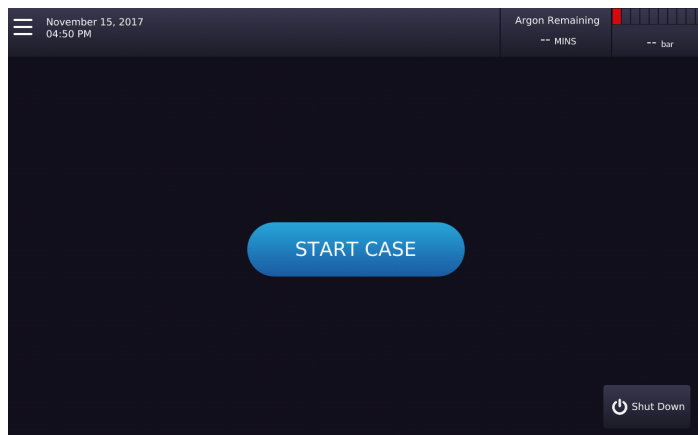 November 15, 2017
04:50 PM
Argon Remaining
-- MINS
-- bar
START CASE
Shut Down